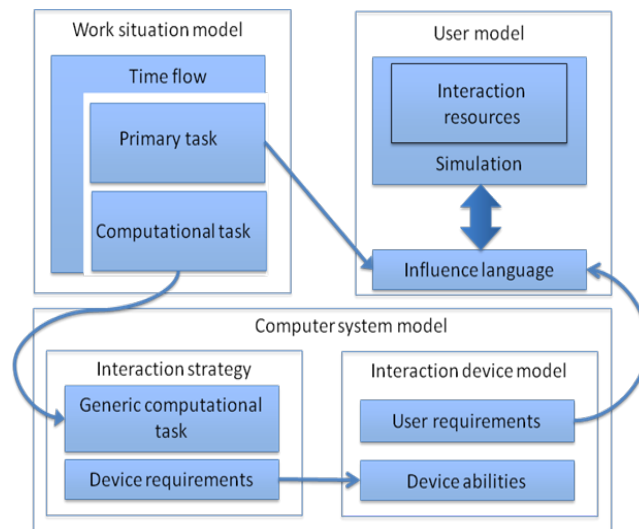 Work situation model
Time flow
Primary task
Computational task
User model
Interaction
resources
Simulation
Influence language
Computer system model
Interaction strategy
Generic computational
task
Device requirements
Interaction device model
User requirements
Device abilities